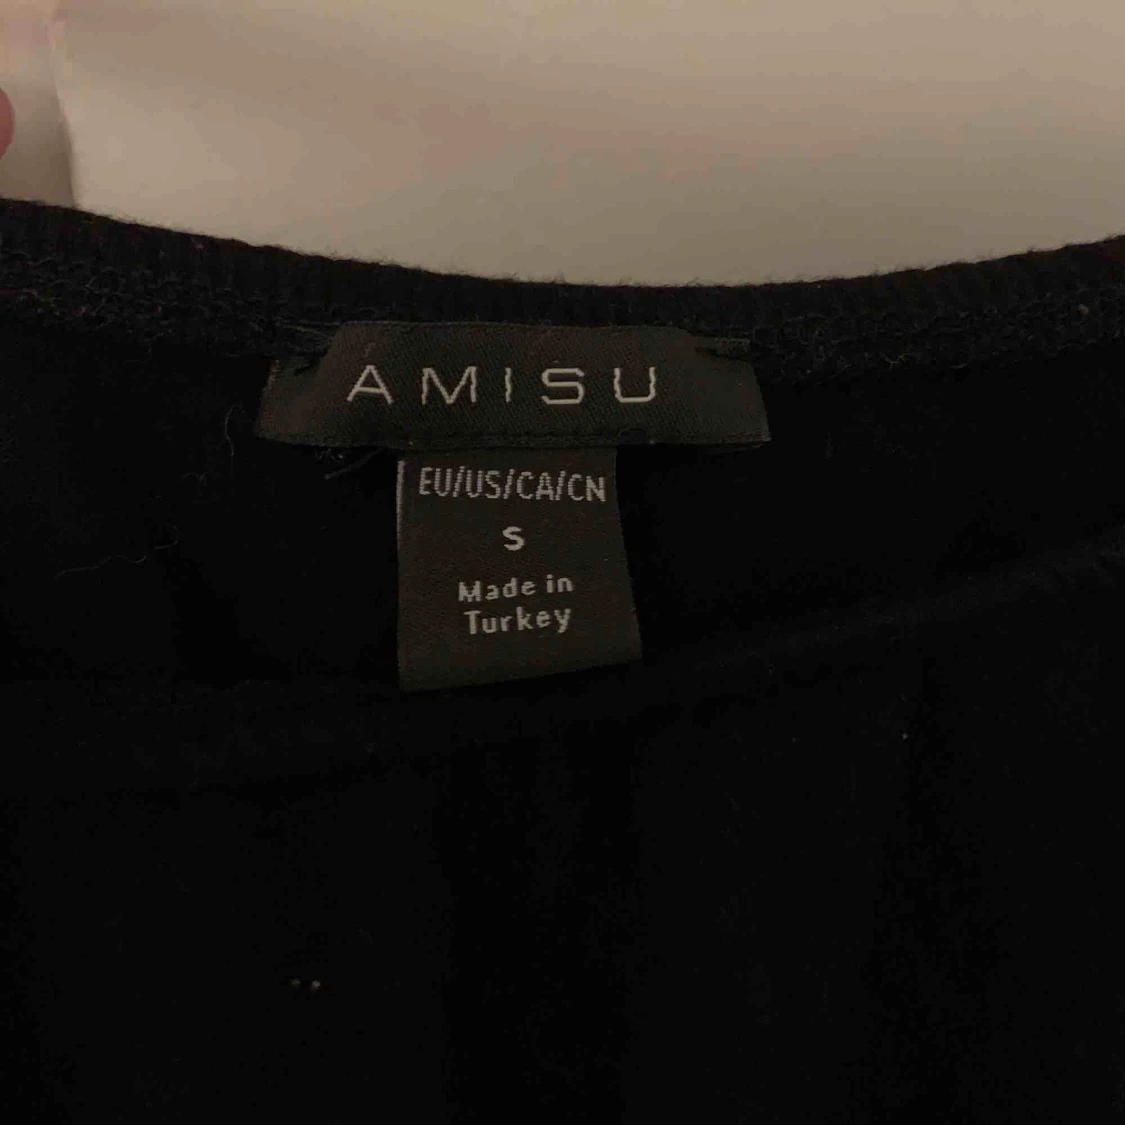 AMISU
EU/US/CA/CN
S
Made in
Turkey